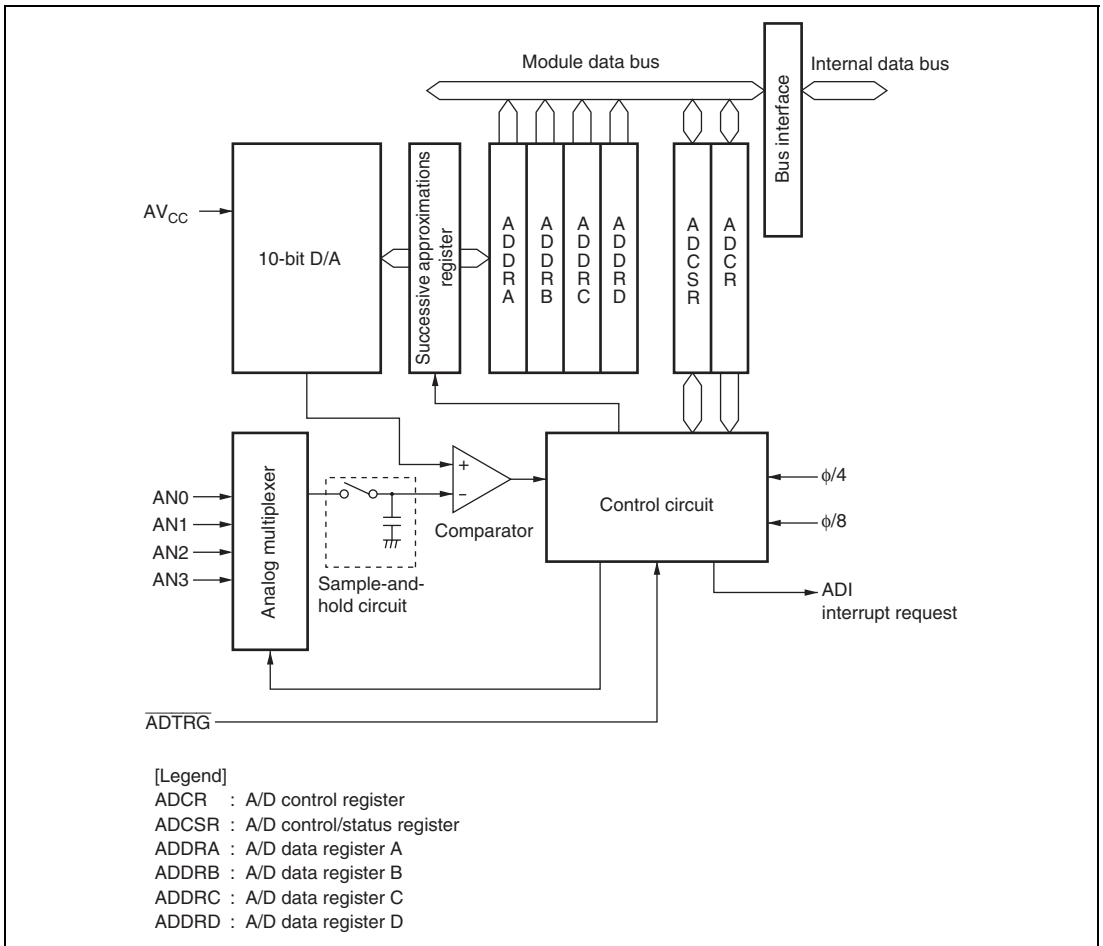 Module data bus
Internal data bus
Bus interface
AVCC
10-bit D/A
Successive approximations
register
ADDRA
ADDRB
ADDRC
ADDRD
ADCSR
ADCR
AN0
AN1
AN2
AN3
Analog multiplexer
Sample-and-
hold circuit
+
−
Comparator
Control circuit
ϕ/4
ϕ/8
ADI
interrupt request
ADTRG
[Legend]
ADCR : A/D control register
ADCSR : A/D control/status register
ADDRA : A/D data register A
ADDRB : A/D data register B
ADDRC : A/D data register C
ADDRD : A/D data register D